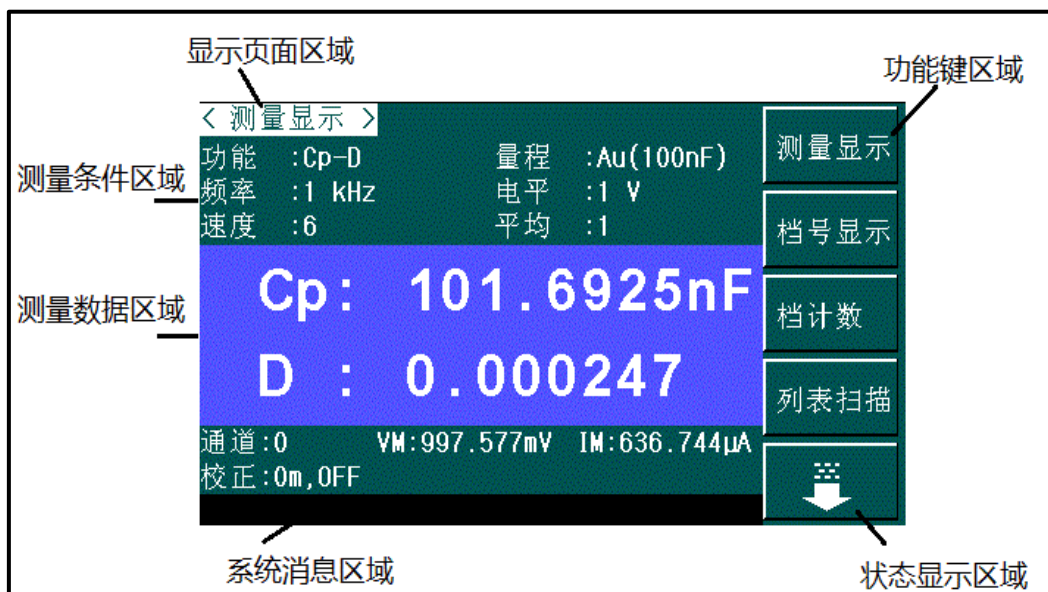 显示页面区域
功能键区域
< 测量显示 >
测量显示
功能 :Cp-D 量程 :Au(100nF)
测量条件区域
频率 :1 kHz 电平 :1 V
速度 :6 平均 :1
档号显示
Cp: 101.6925nF
测量数据区域
档计数
D : 0.000247
列表扫描
通道:0 VM:997.577mV IM:636.744μA
校正:0m,OFF
系统消息区域
状态显示区域